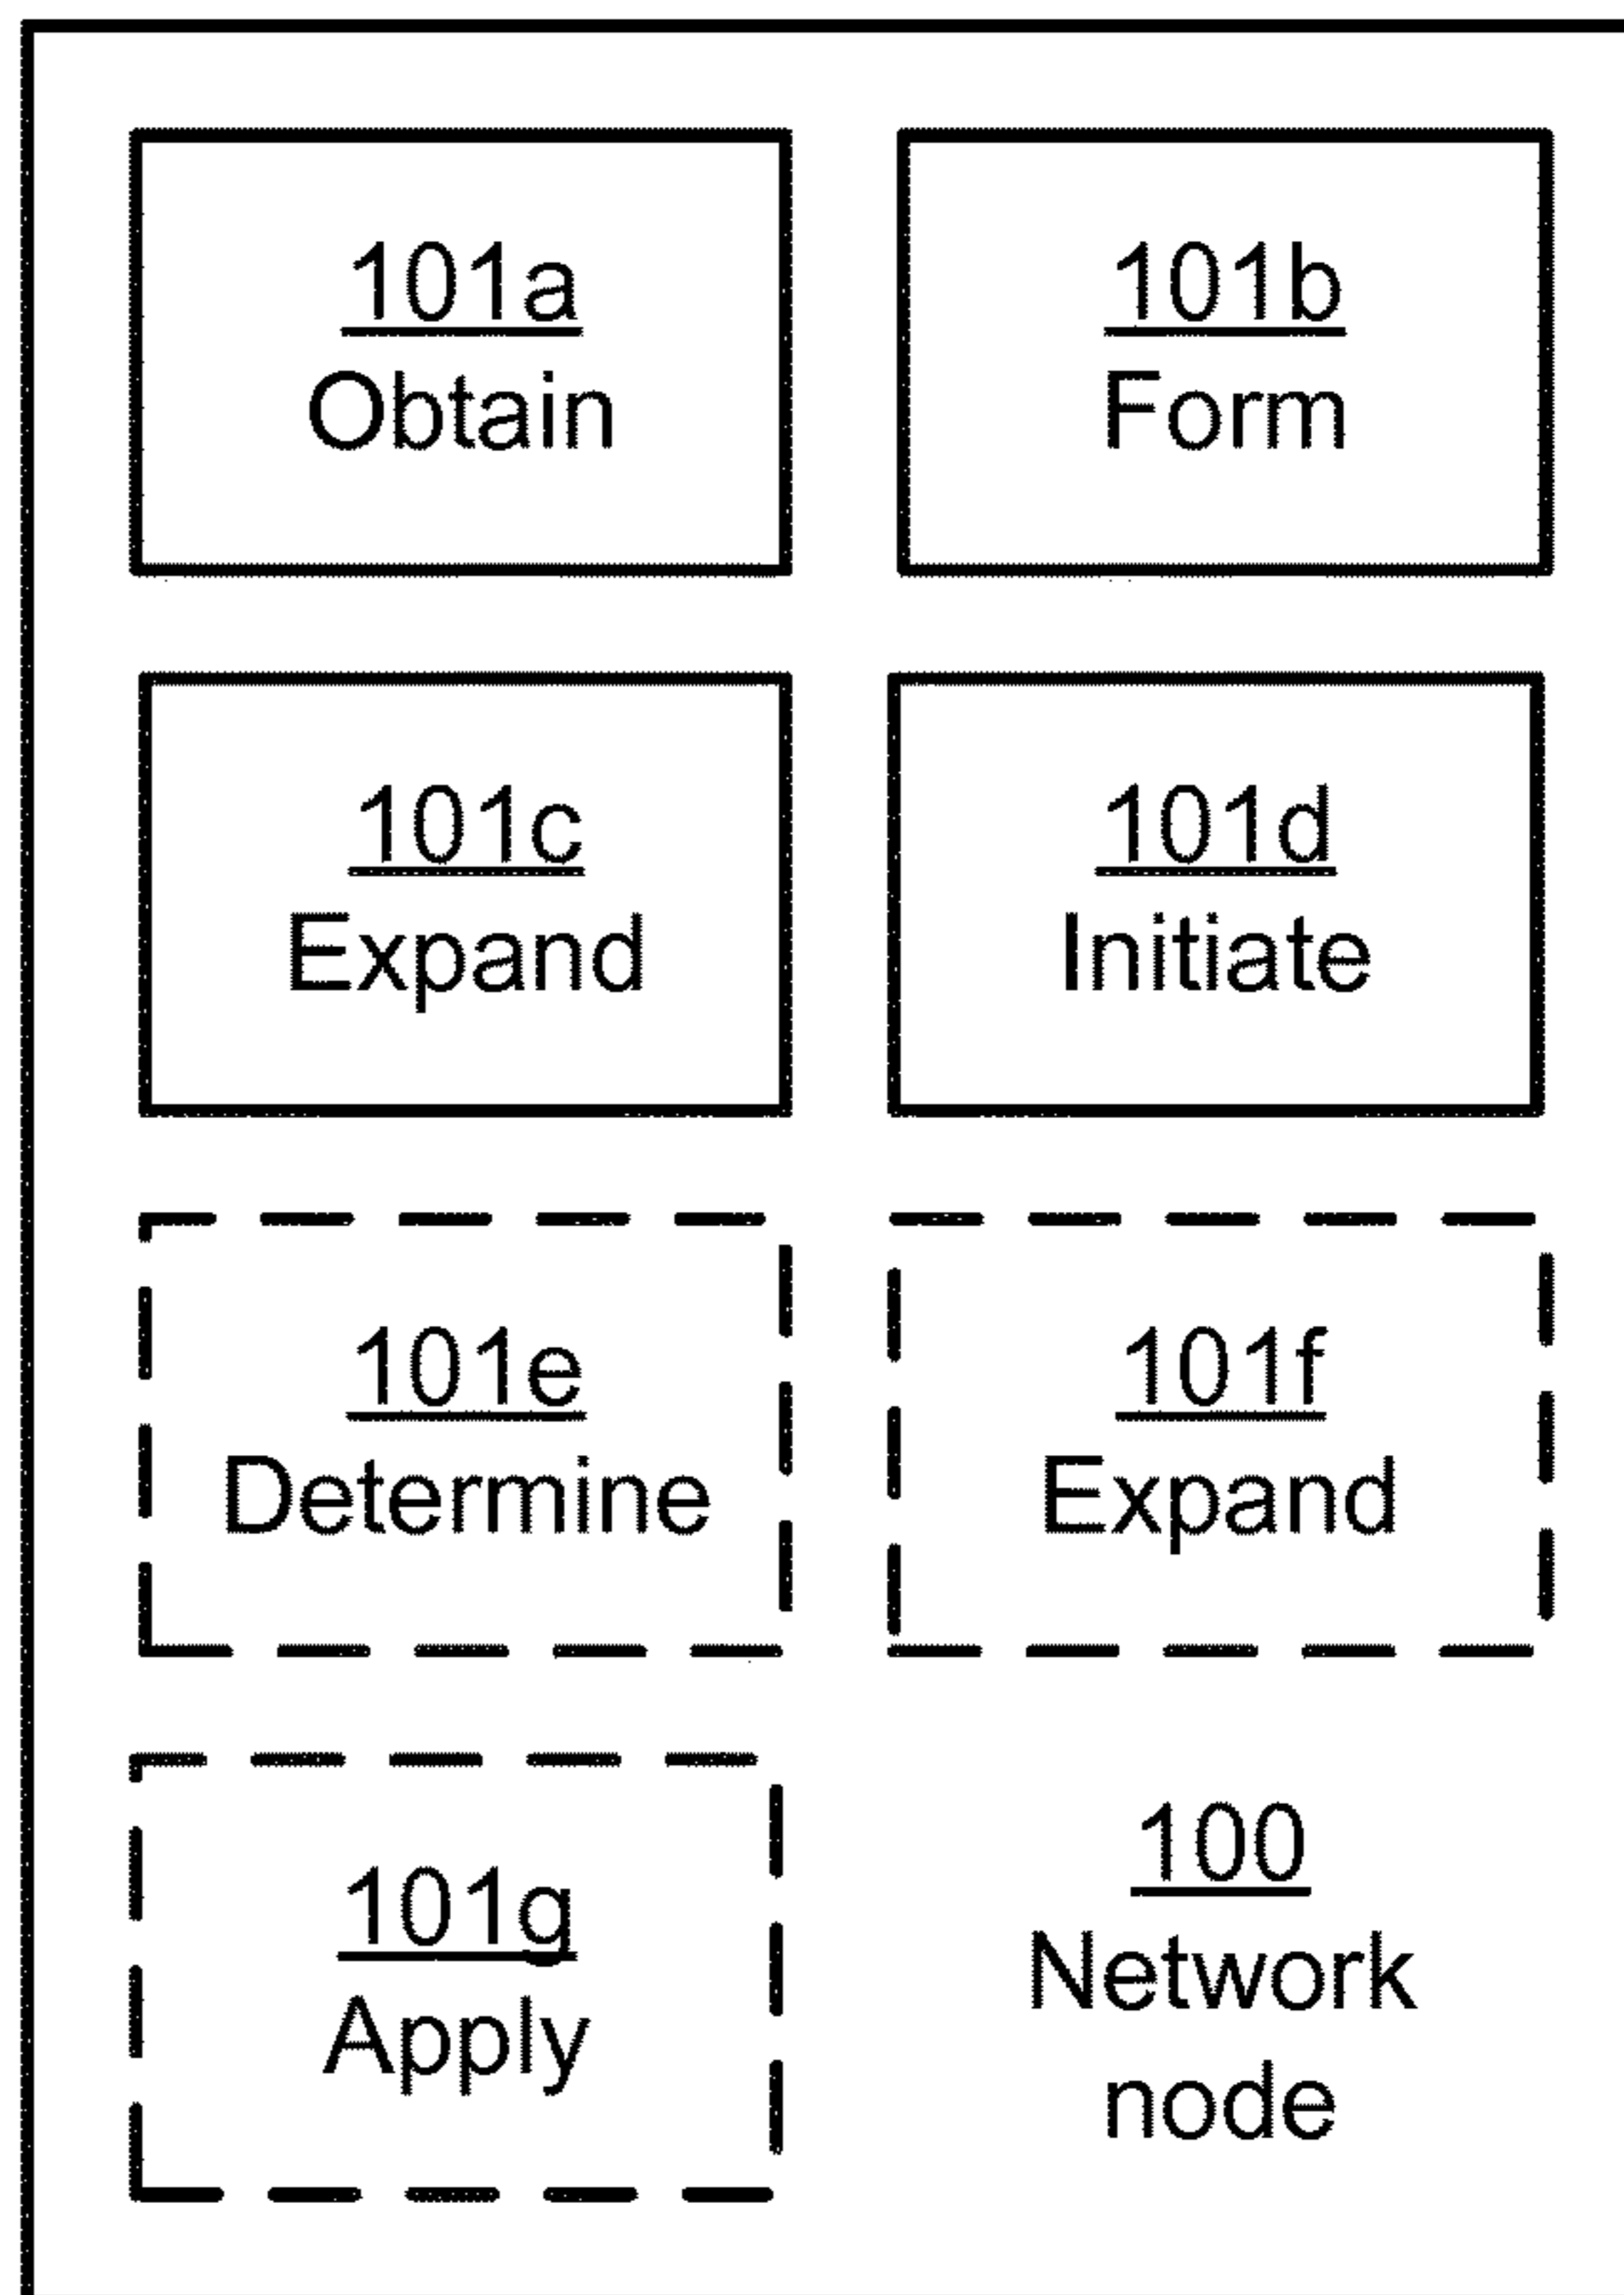 101a
Obtain
101b
Form
101c
Expand
101d
Initiate
101e
Determine
101f
Expand
101g
Apply
100
Network
node